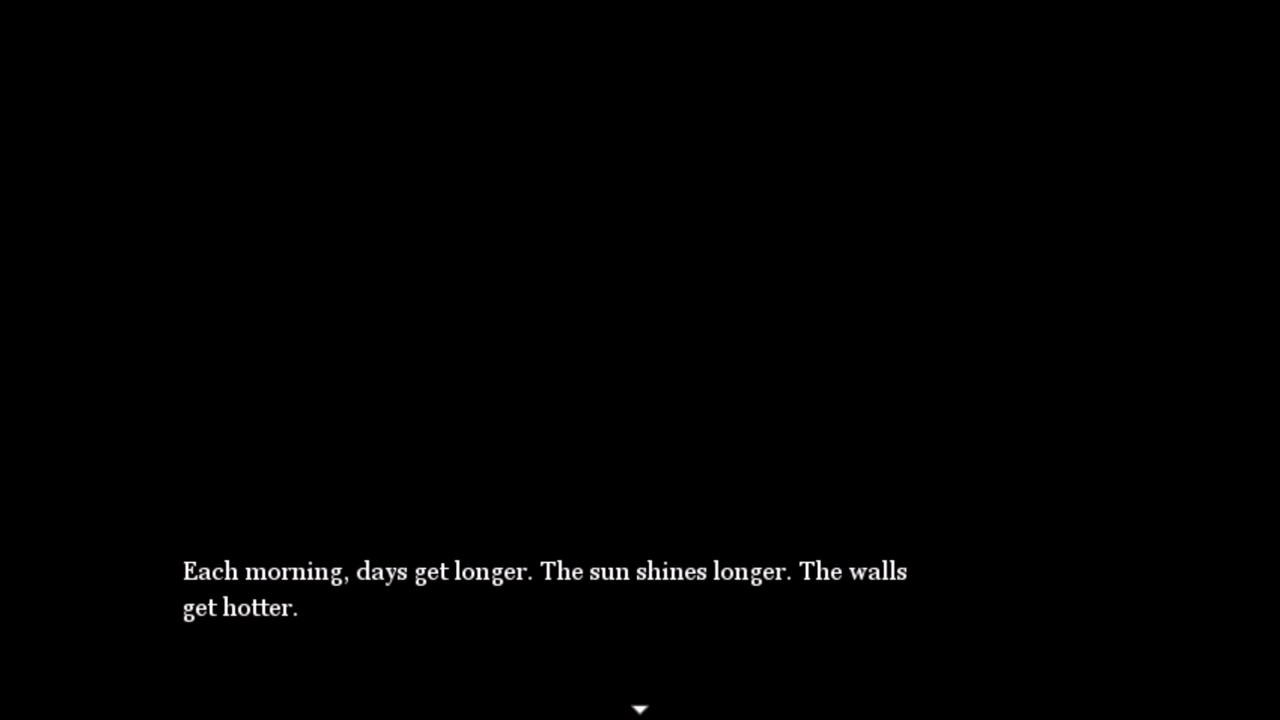 Each morning, days get longer. The sun shines longer. The walls
get hotter.